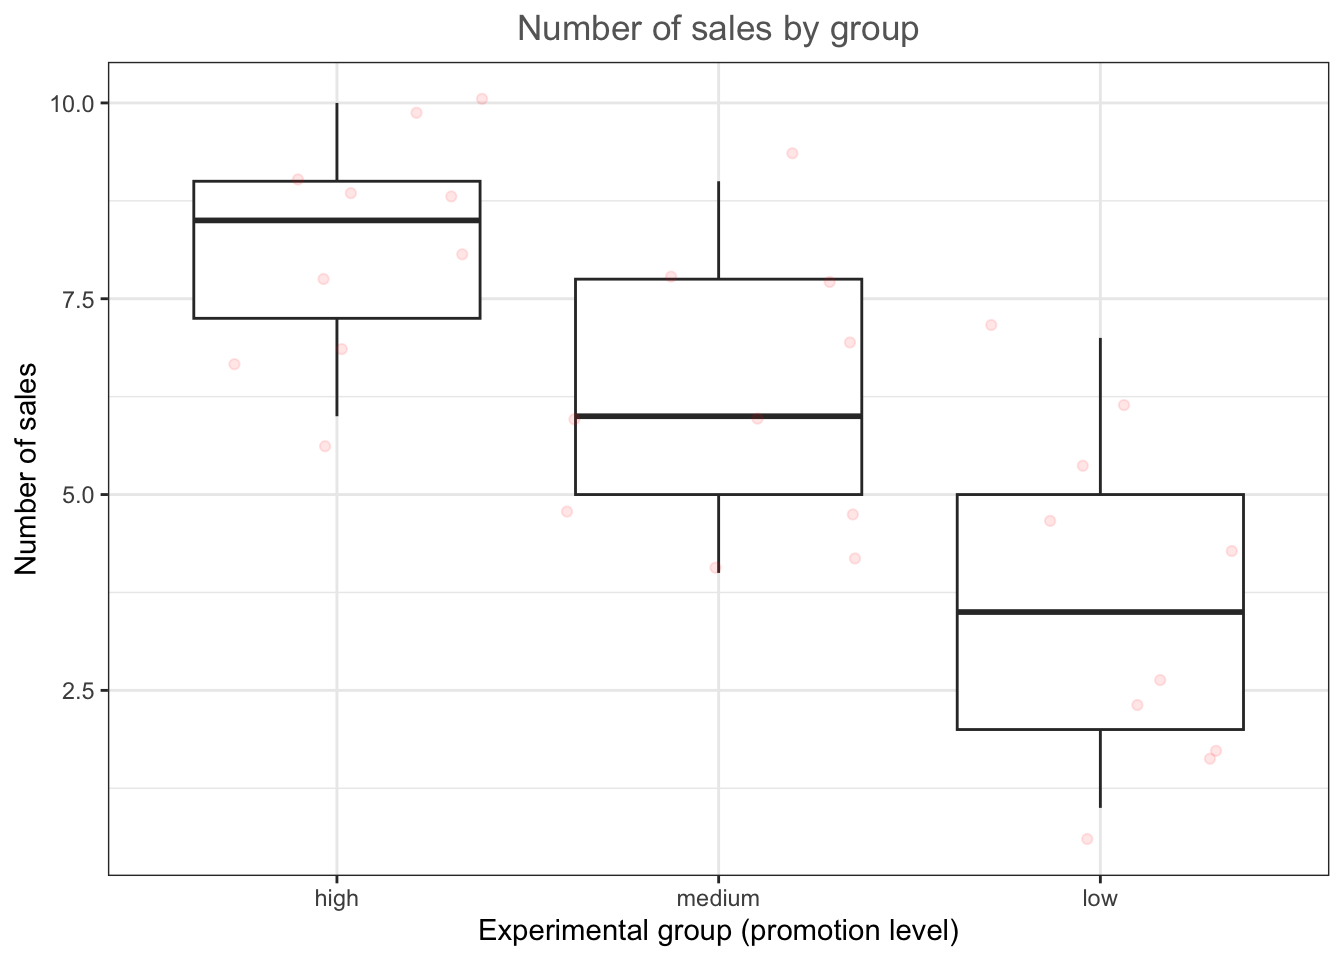 Number of sales by group
Number of sales
10.0
7.5
5.0
2.5
high
medium
low
Experimental group (promotion level)